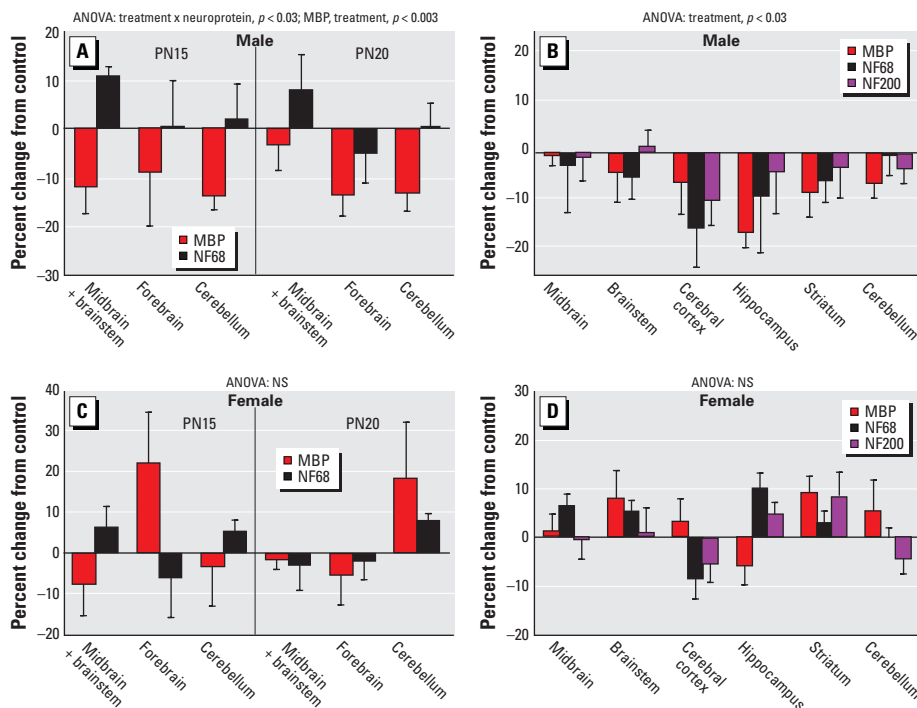 ANOVA: treatment x neuroprotein, p < 0.03; MBP, treatment, p < 0.003
A
Male
PN15
PN20
Percent change from control
20
10
0
–10
–20
–30
MBP
NF68
Midbrain
+ brainstem
Forebrain
Cerebellum
Midbrain
+ brainstem
Forebrain
Cerebellum
ANOVA: treatment, p < 0.03
B
Male
MBP
NF68
NF200
Percent change from control
20
10
0
–10
–20
Midbrain
Brainstem
Cerebral
cortex
Hippocampus
Striatum
Cerebellum
ANOVA: NS
C
Female
PN15
PN20
Percent change from control
40
30
20
10
0
–10
–20
MBP
NF68
Midbrain
+ brainstem
Forebrain
Cerebellum
Midbrain
+ brainstem
Forebrain
Cerebellum
ANOVA: NS
D
Female
MBP
NF68
NF200
Percent change from control
30
20
10
0
–10
–20
Midbrain
Brainstem
Cerebral
cortex
Hippocampus
Striatum
Cerebellum